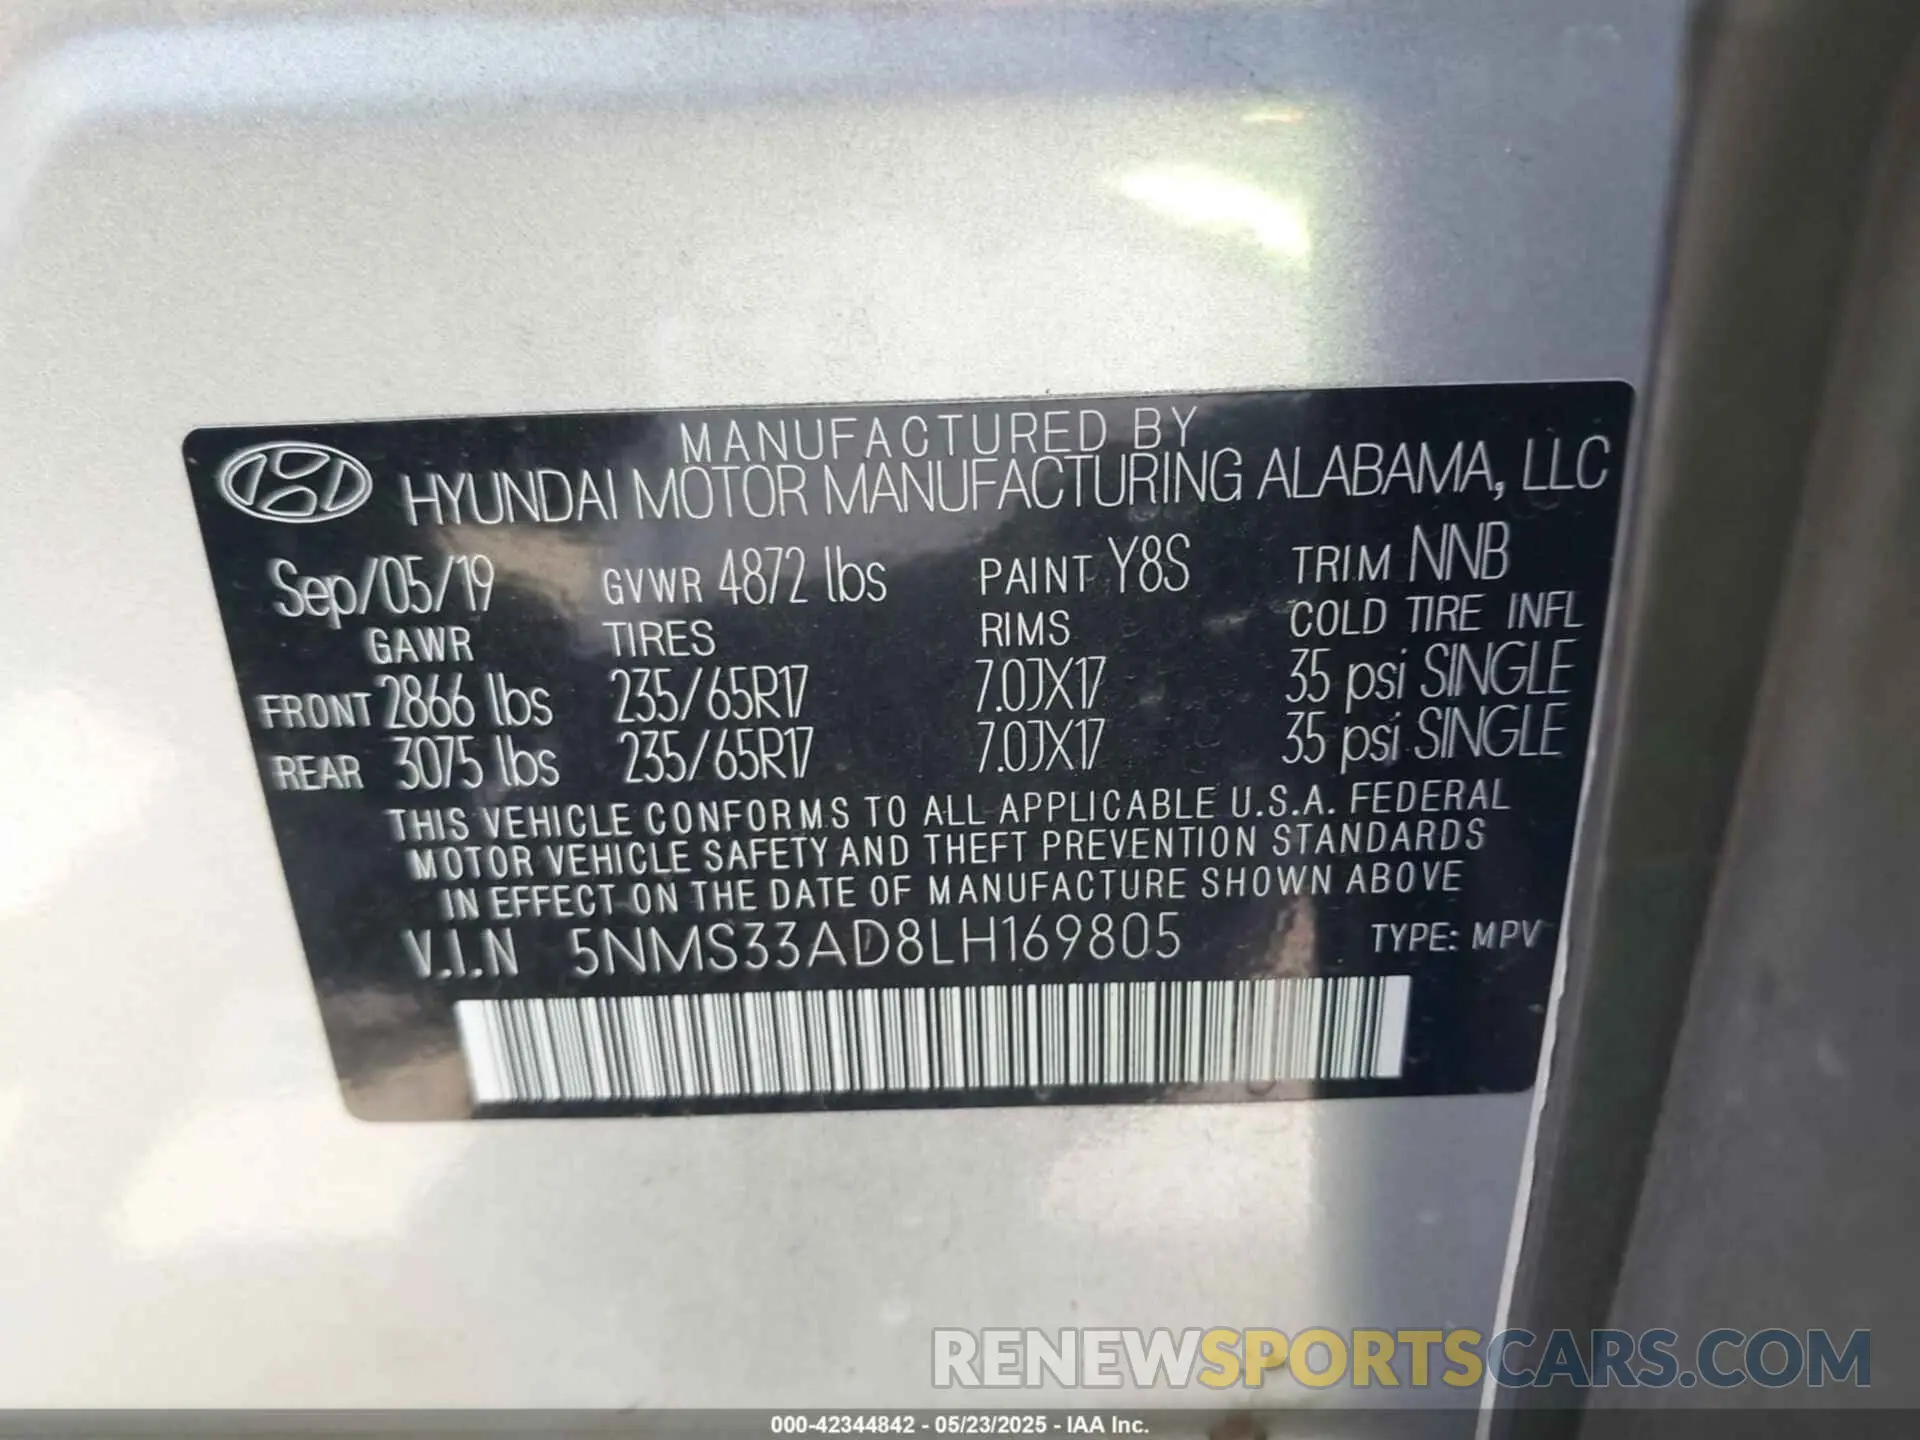 MANUFACTURED BY
HYUNDAI MOTOR MANUFACTURING ALABAMA, LLC
Sep/05/19 GVWR 4872 lbs PAINT Y8S TRIM NNB
GAWR TIRES RIMS COLD TIRE INFL
FRONT 2866 lbs 235/65R17 7.0JX17 35 psi SINGLE
REAR 3075 lbs 235/65R17 7.0JX17 35 psi SINGLE
THIS VEHICLE CONFORMS TO ALL APPLICABLE U.S.A. FEDERAL
MOTOR VEHICLE SAFETY AND THEFT PREVENTION STANDARDS
IN EFFECT ON THE DATE OF MANUFACTURE SHOWN ABOVE
V.I.N 5NMS33AD8LH169805 TYPE: MPV
RENEWSPORTSCARS.COM
000-42344842 - 05/23/2025 - IAA Inc.